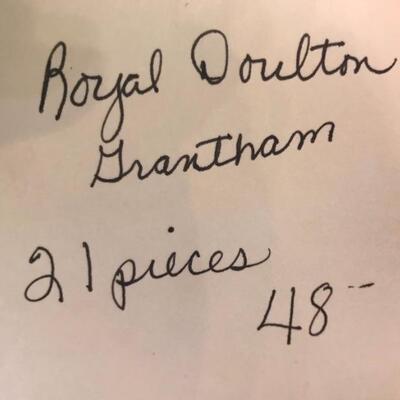 Royal Doulton
Grantham
21 pieces
48--